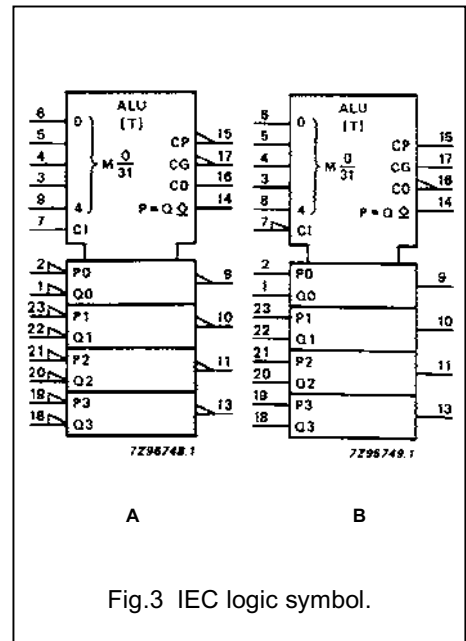 ALU
[T]
6 0
5
4 M 0/31
3
8 4
7 CI
CP 15
CG 17
CO 16
P=Q ◇ 14
2 P0
1 Q0
9
23 P1
22 Q1
10
21 P2
20 Q2
11
19 P3
18 Q3
13
7Z96748.1
A
ALU
[T]
6 0
5
4 M 0/31
3
8 4
7 CI
CP 15
CG 17
CO 16
P=Q ◇ 14
2 P0
1 Q0
9
23 P1
22 Q1
10
21 P2
20 Q2
11
19 P3
18 Q3
13
7Z96749.1
B
Fig.3 IEC logic symbol.